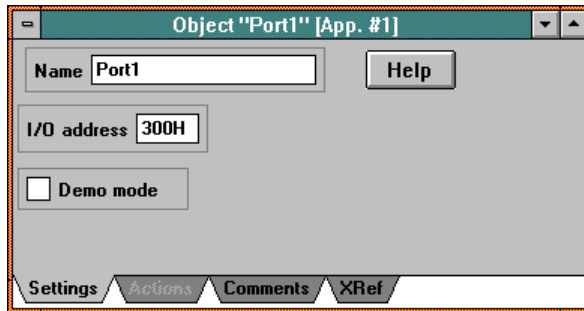 Object "Port1" [App. #1]
Name Port1 Help
I/O address 300H
Demo mode
Settings Actions Comments XRef